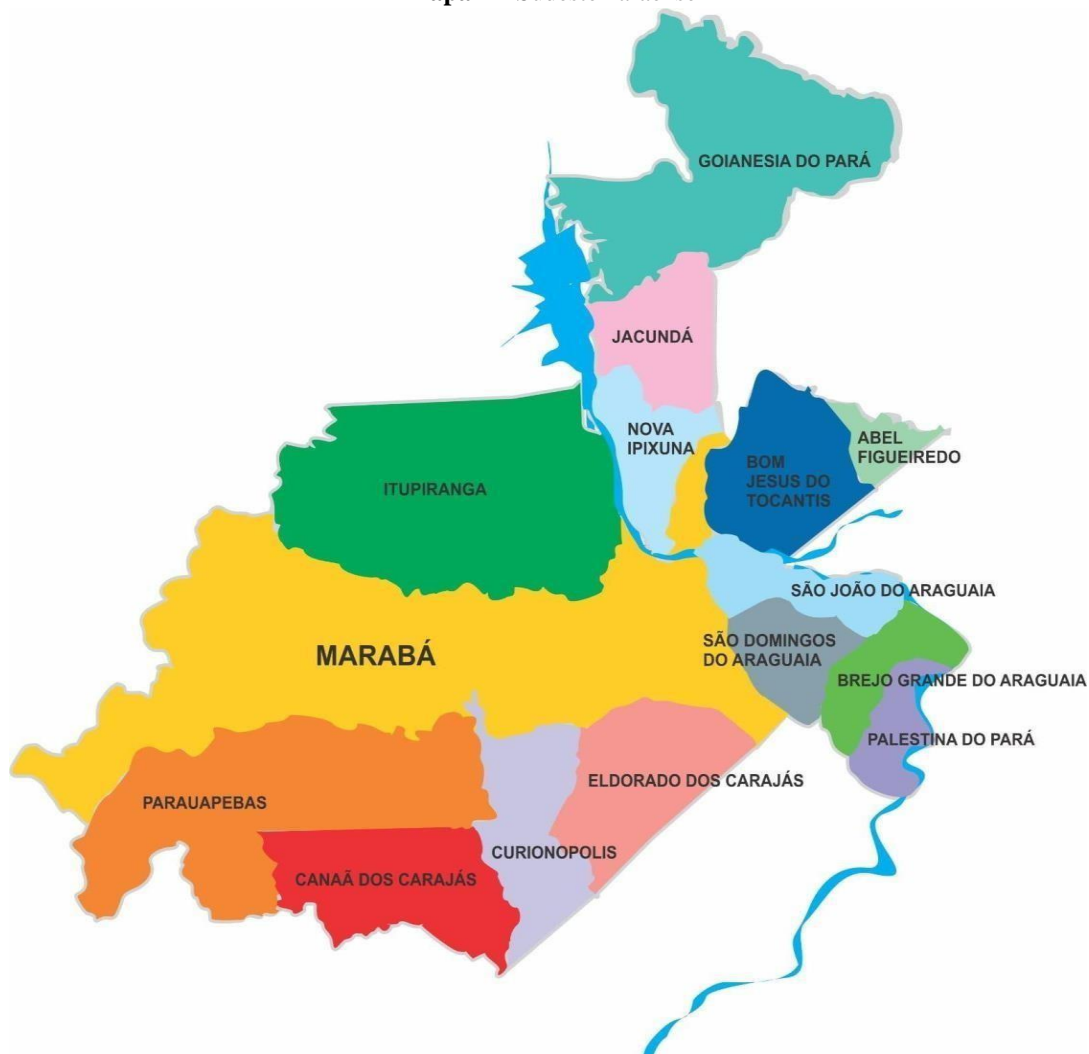 GOIANESIA DO PARÁ
JACUNDÁ
NOVA
IPIXUNA
ABEL
FIGUEIREDO
BOM
JESUS DO
TOCANTIS
ITUPIRANGA
SÃO JOÃO DO ARAGUAIA
MARABÁ
SÃO DOMINGOS
DO ARAGUAIA
BREJO GRANDE DO ARAGUAIA
PALESTINA DO PARÁ
ELDORADO DOS CARAJÁS
PARAUAPEBAS
CURIONOPOLIS
CANAÃ DOS CARAJÁS